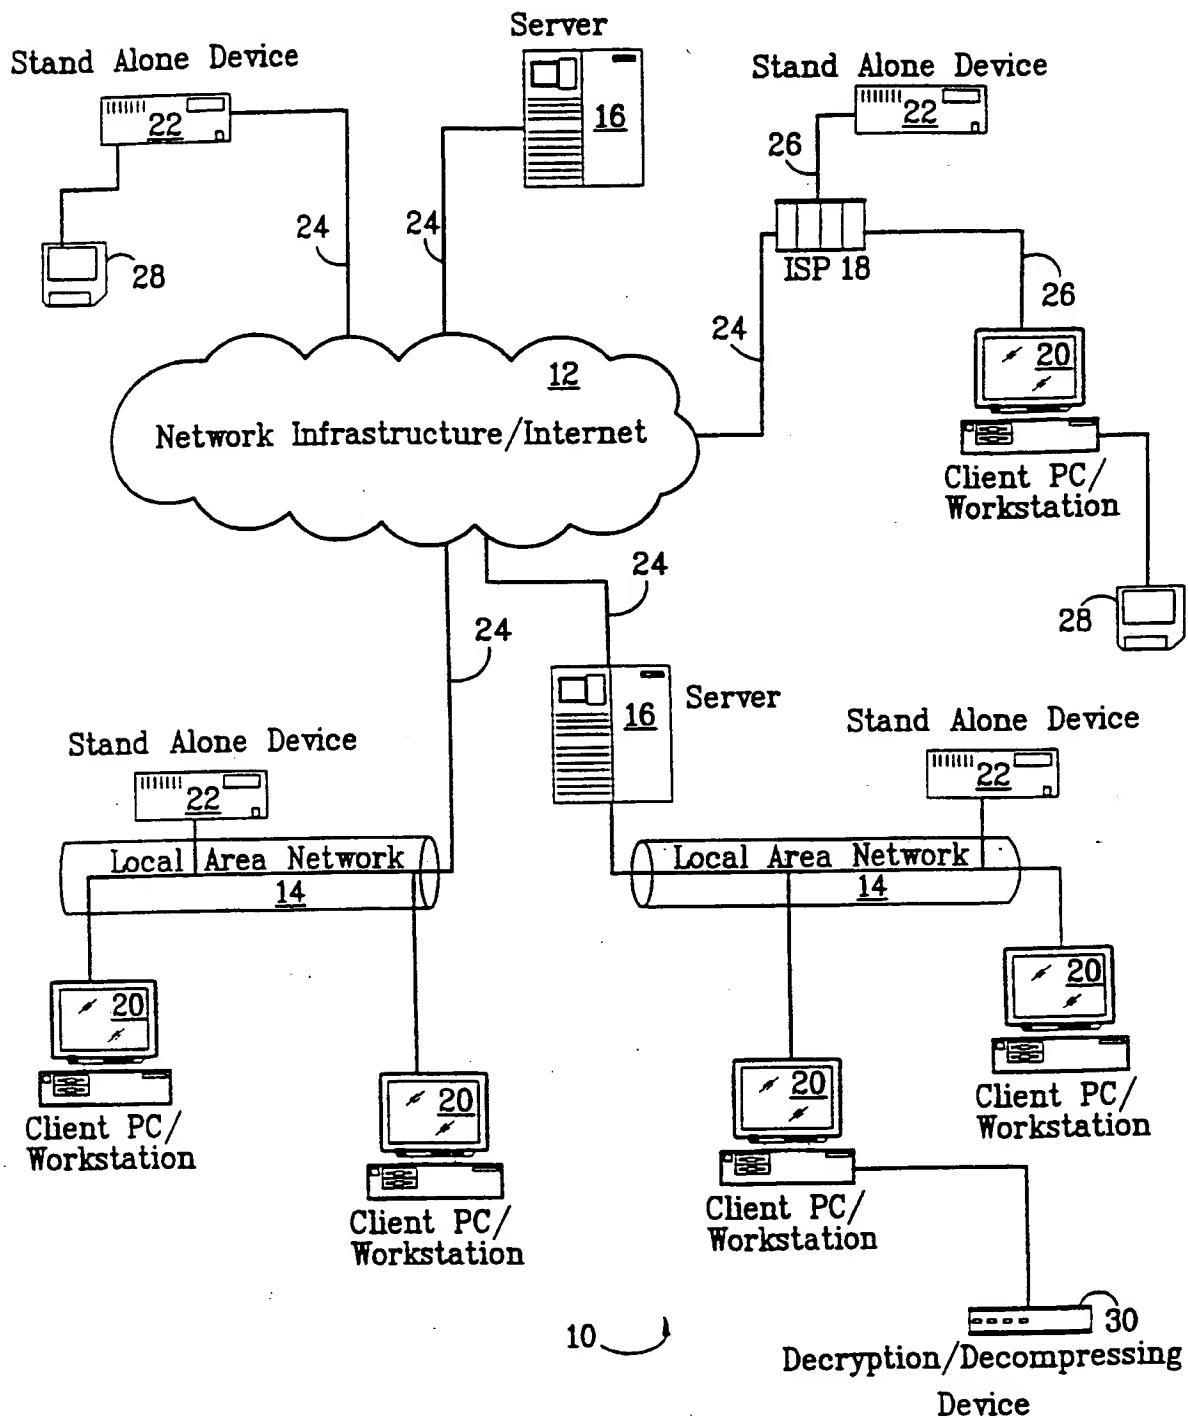 Server
Stand Alone Device
Stand Alone Device
22
16
22
26
24
24
28
ISP 18
26
24
12
20
Network Infrastructure/Internet
Client PC/
Workstation
24
28
24
16
Server
Stand Alone Device
Stand Alone Device
22
22
Local Area Network
14
Local Area Network
14
20
20
20
20
Client PC/
Workstation
Client PC/
Workstation
Client PC/
Workstation
Client PC/
Workstation
10
30
Decryption/Decompressing
Device